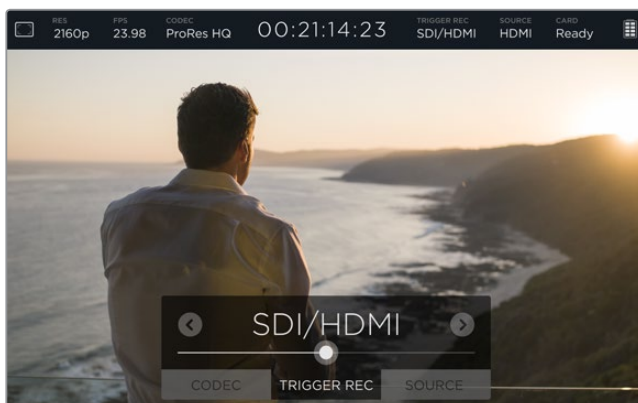 RES FPS CODEC 00:21:14:23 TRIGGER REC SOURCE CARD
2160p 23.98 ProRes HQ SDI/HDMI HDMI Ready
SDI/HDMI
CODEC TRIGGER REC SOURCE